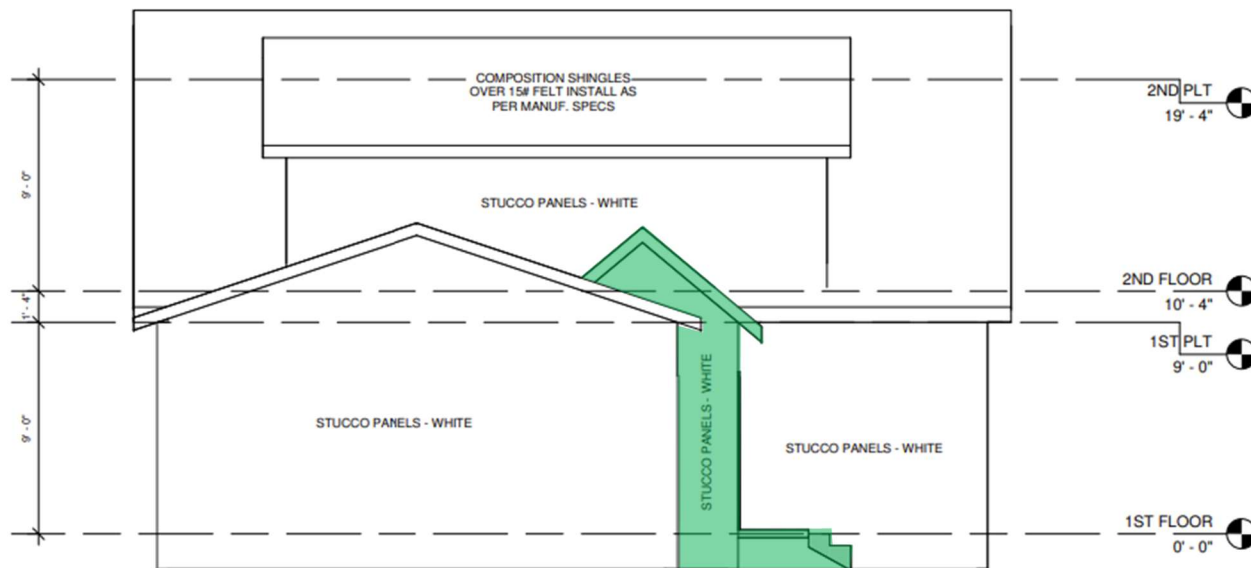 COMPOSITION SHINGLES
OVER 15# FELT INSTALL AS
PER MANUF. SPECS
2ND PLT
19' - 4"
9' - 0"
STUCCO PANELS - WHITE
2ND FLOOR
10' - 4"
1' - 4"
1ST PLT
9' - 0"
STUCCO PANELS - WHITE
9' - 0"
STUCCO PANELS - WHITE
STUCCO PANELS - WHITE
1ST FLOOR
0' - 0"